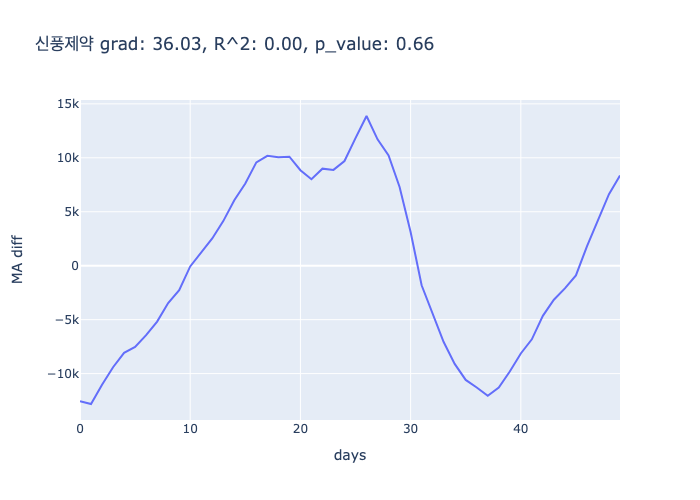 신풍제약 grad: 36.03, R^2: 0.00, p_value: 0.66
15k
10k
5k
0
−5k
−10k
MA diff
0 10 20 30 40
days